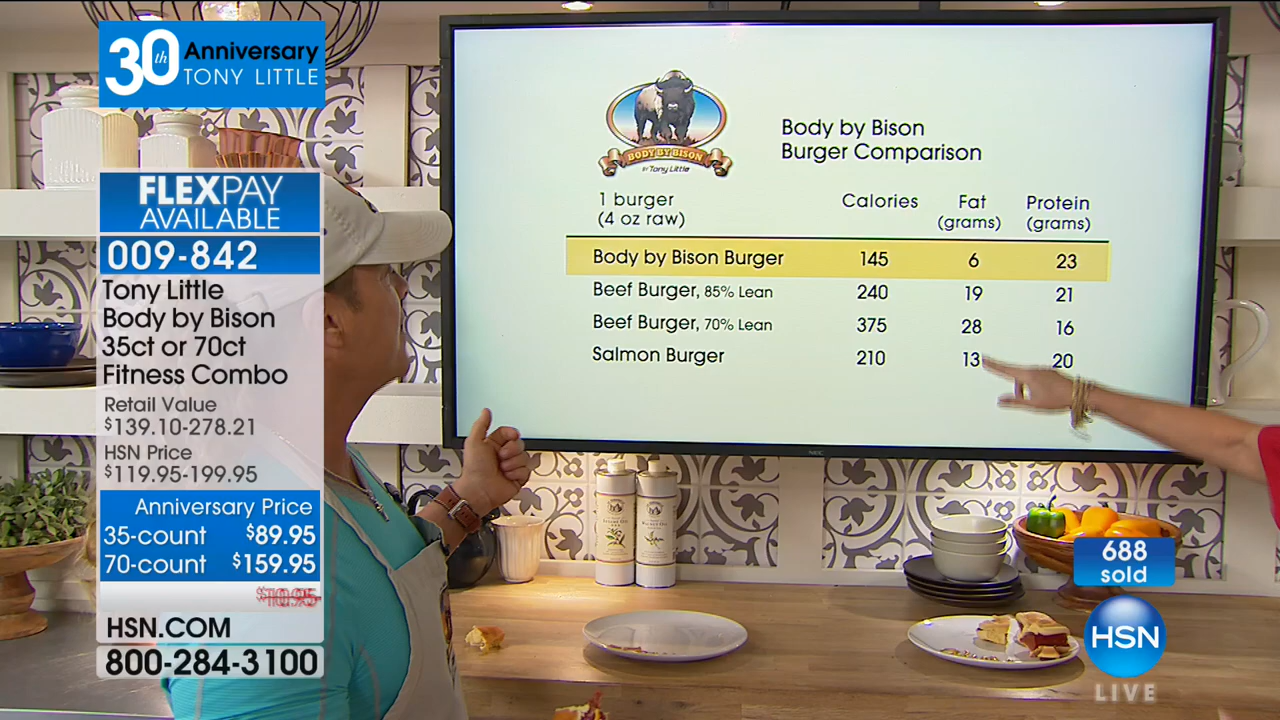 30th Anniversary
TONY LITTLE
FLEXPAY
AVAILABLE
009-842
Tony Little
Body by Bison
35ct or 70ct
Fitness Combo
Retail Value
$139.10-278.21
HSN Price
$119.95-199.95
Anniversary Price
35-count $89.95
70-count $159.95
HSN.COM
800-284-3100
BODY BY BISON
BY Tony Little
Body by Bison
Burger Comparison
1 burger
(4 oz raw)
Calories Fat Protein
(grams) (grams)
Body by Bison Burger 145 6 23
Beef Burger, 85% Lean 240 19 21
Beef Burger, 70% Lean 375 28 16
Salmon Burger 210 13 20
NEC
688
sold
HSN
LIVE